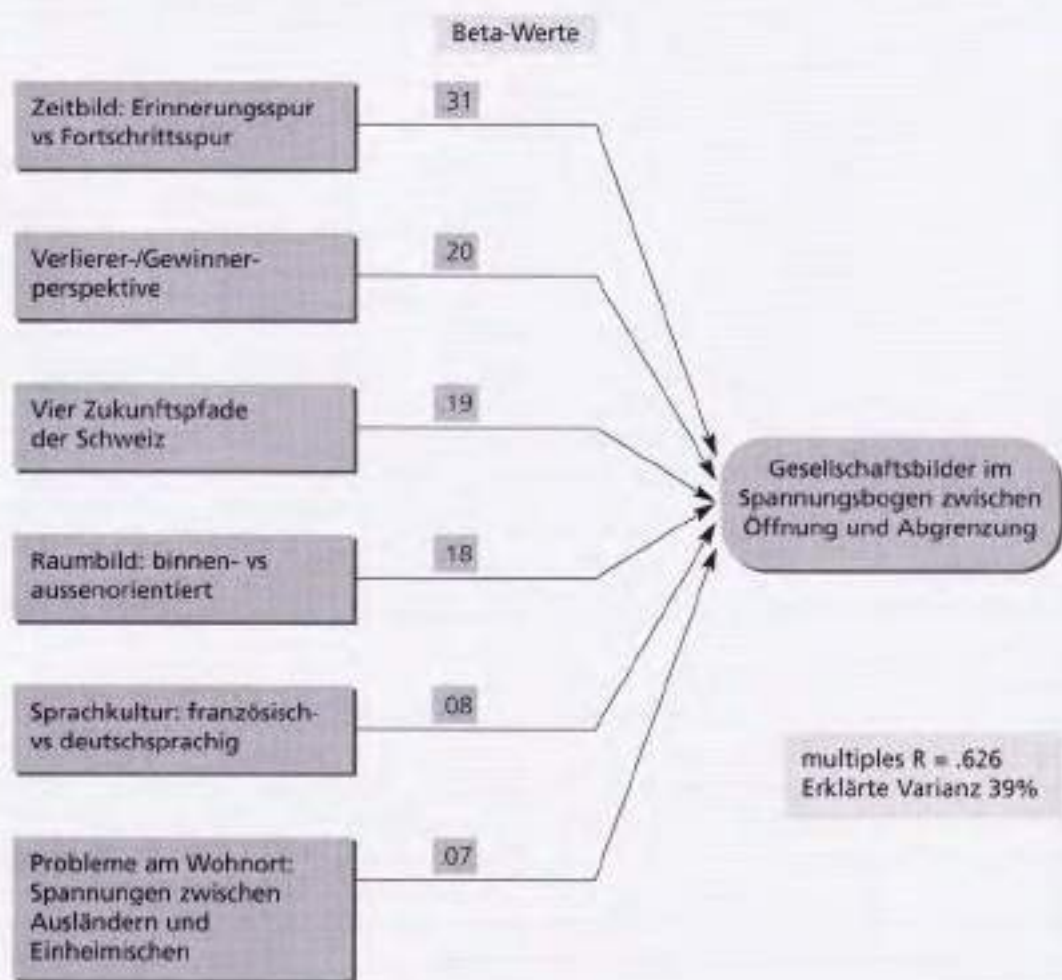 Beta-Werte
Zeitbild: Erinnerungsspur
vs Fortschrittsspur
.31
Verlierer-/Gewinner-
perspektive
.20
Vier Zukunftspfade
der Schweiz
.19
Raumbild: binnen- vs
aussenorientiert
.18
Sprachkultur: französisch-
vs deutschsprachig
.08
Probleme am Wohnort:
Spannungen zwischen
Ausländern und
Einheimischen
.07
Gesellschaftsbilder im
Spannungsbogen zwischen
Öffnung und Abgrenzung
multiples R = .626
Erklärte Varianz 39%